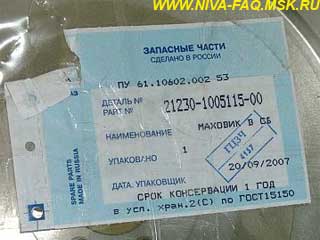 WWW.NIVA-FAQ.MSK.RU
ЗАПАСНЫЕ ЧАСТИ
СДЕЛАНО В РОССИИ
ПУ 61.10602.002 53
ДЕТАЛЬ №
PART №
21230-1005115-00
НАИМЕНОВАНИЕ
МАХОВИК В СБ
УПАКОВ./НО
1
ГЦЗЧ
20/09/2007
ДАТА. УПАКОВЩИК
СРОК КОНСЕРВАЦИИ 1 ГОД
В УСЛ. ХРАН.2(С) ПО ГОСТ15150
SPARE PARTS
MADE IN RUSSIA